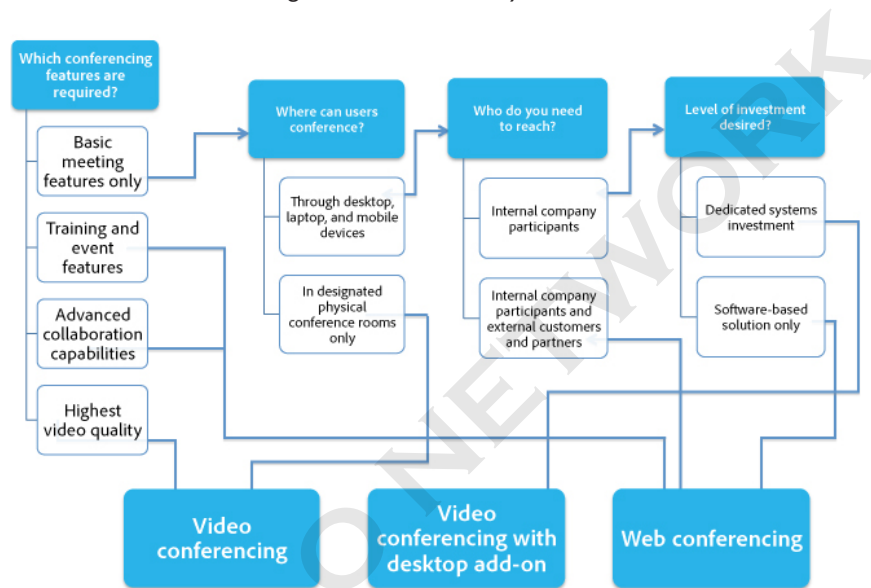 Which conferencing
features are
required?
Basic
meeting
features only
Training and
event
features
Advanced
collaboration
capabilities
Highest
video quality
Where can users
conference?
Through desktop,
laptop, and mobile
devices
In designated
physical
conference rooms
only
Who do you need
to reach?
Internal company
participants
Internal company
participants and
external customers
and partners
Level of investment
desired?
Dedicated systems
investment
Software-based
solution only
Video
conferencing
Video
conferencing with
desktop add-on
Web conferencing
O NETWORK